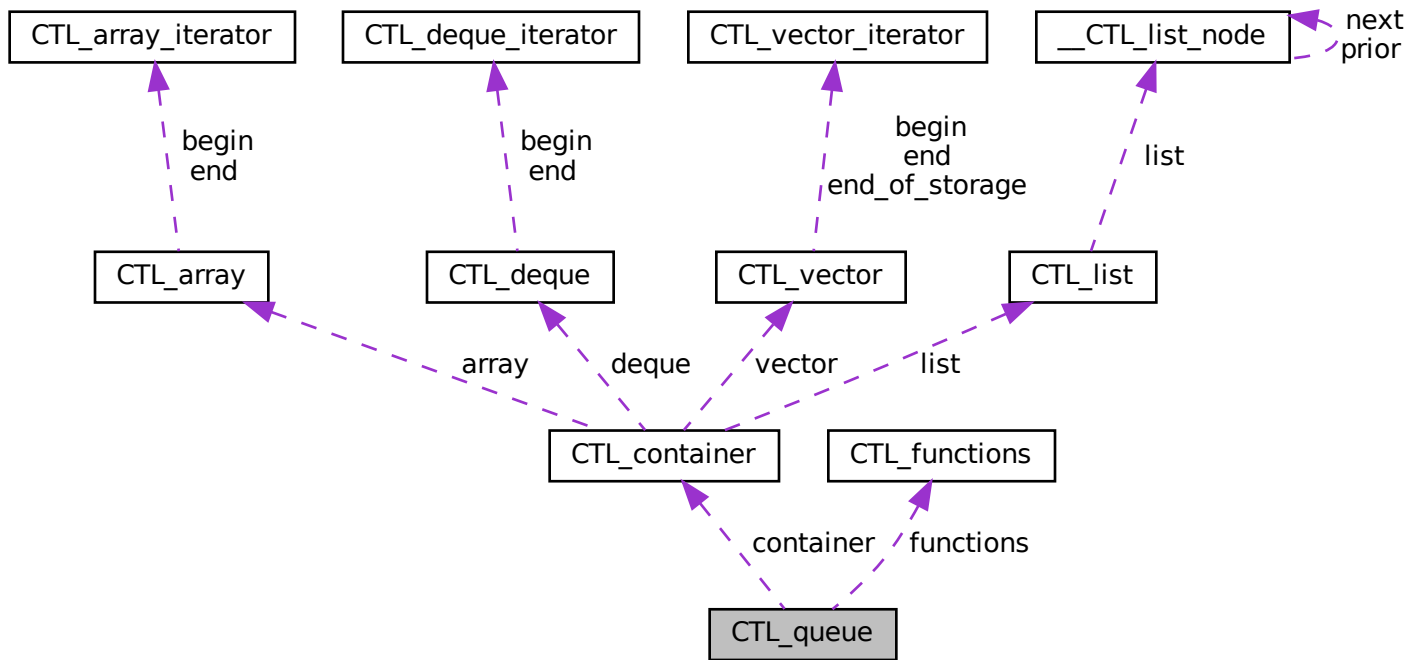 CTL_array_iterator
CTL_deque_iterator
CTL_vector_iterator
__CTL_list_node
next
prior
begin
end
begin
end
begin
end
end_of_storage
list
CTL_array
CTL_deque
CTL_vector
CTL_list
array
deque
vector
list
CTL_container
CTL_functions
container
functions
CTL_queue